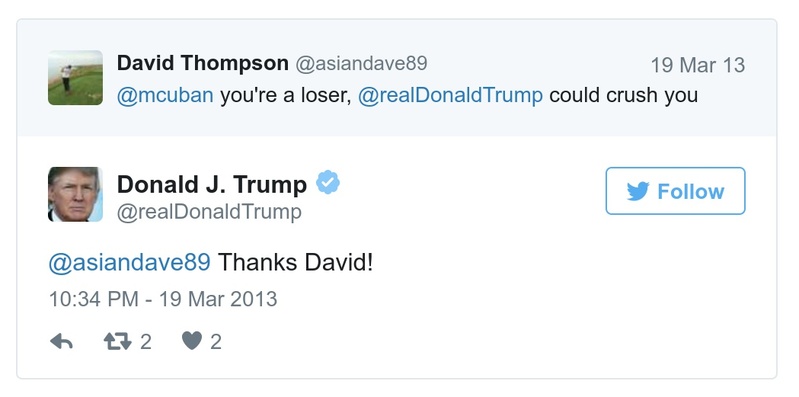 David Thompson @asiandave89 19 Mar 13
@mcuban you're a loser, @realDonaldTrump could crush you
Donald J. Trump
@realDonaldTrump
Follow
@asiandave89 Thanks David!
10:34 PM - 19 Mar 2013
2 2